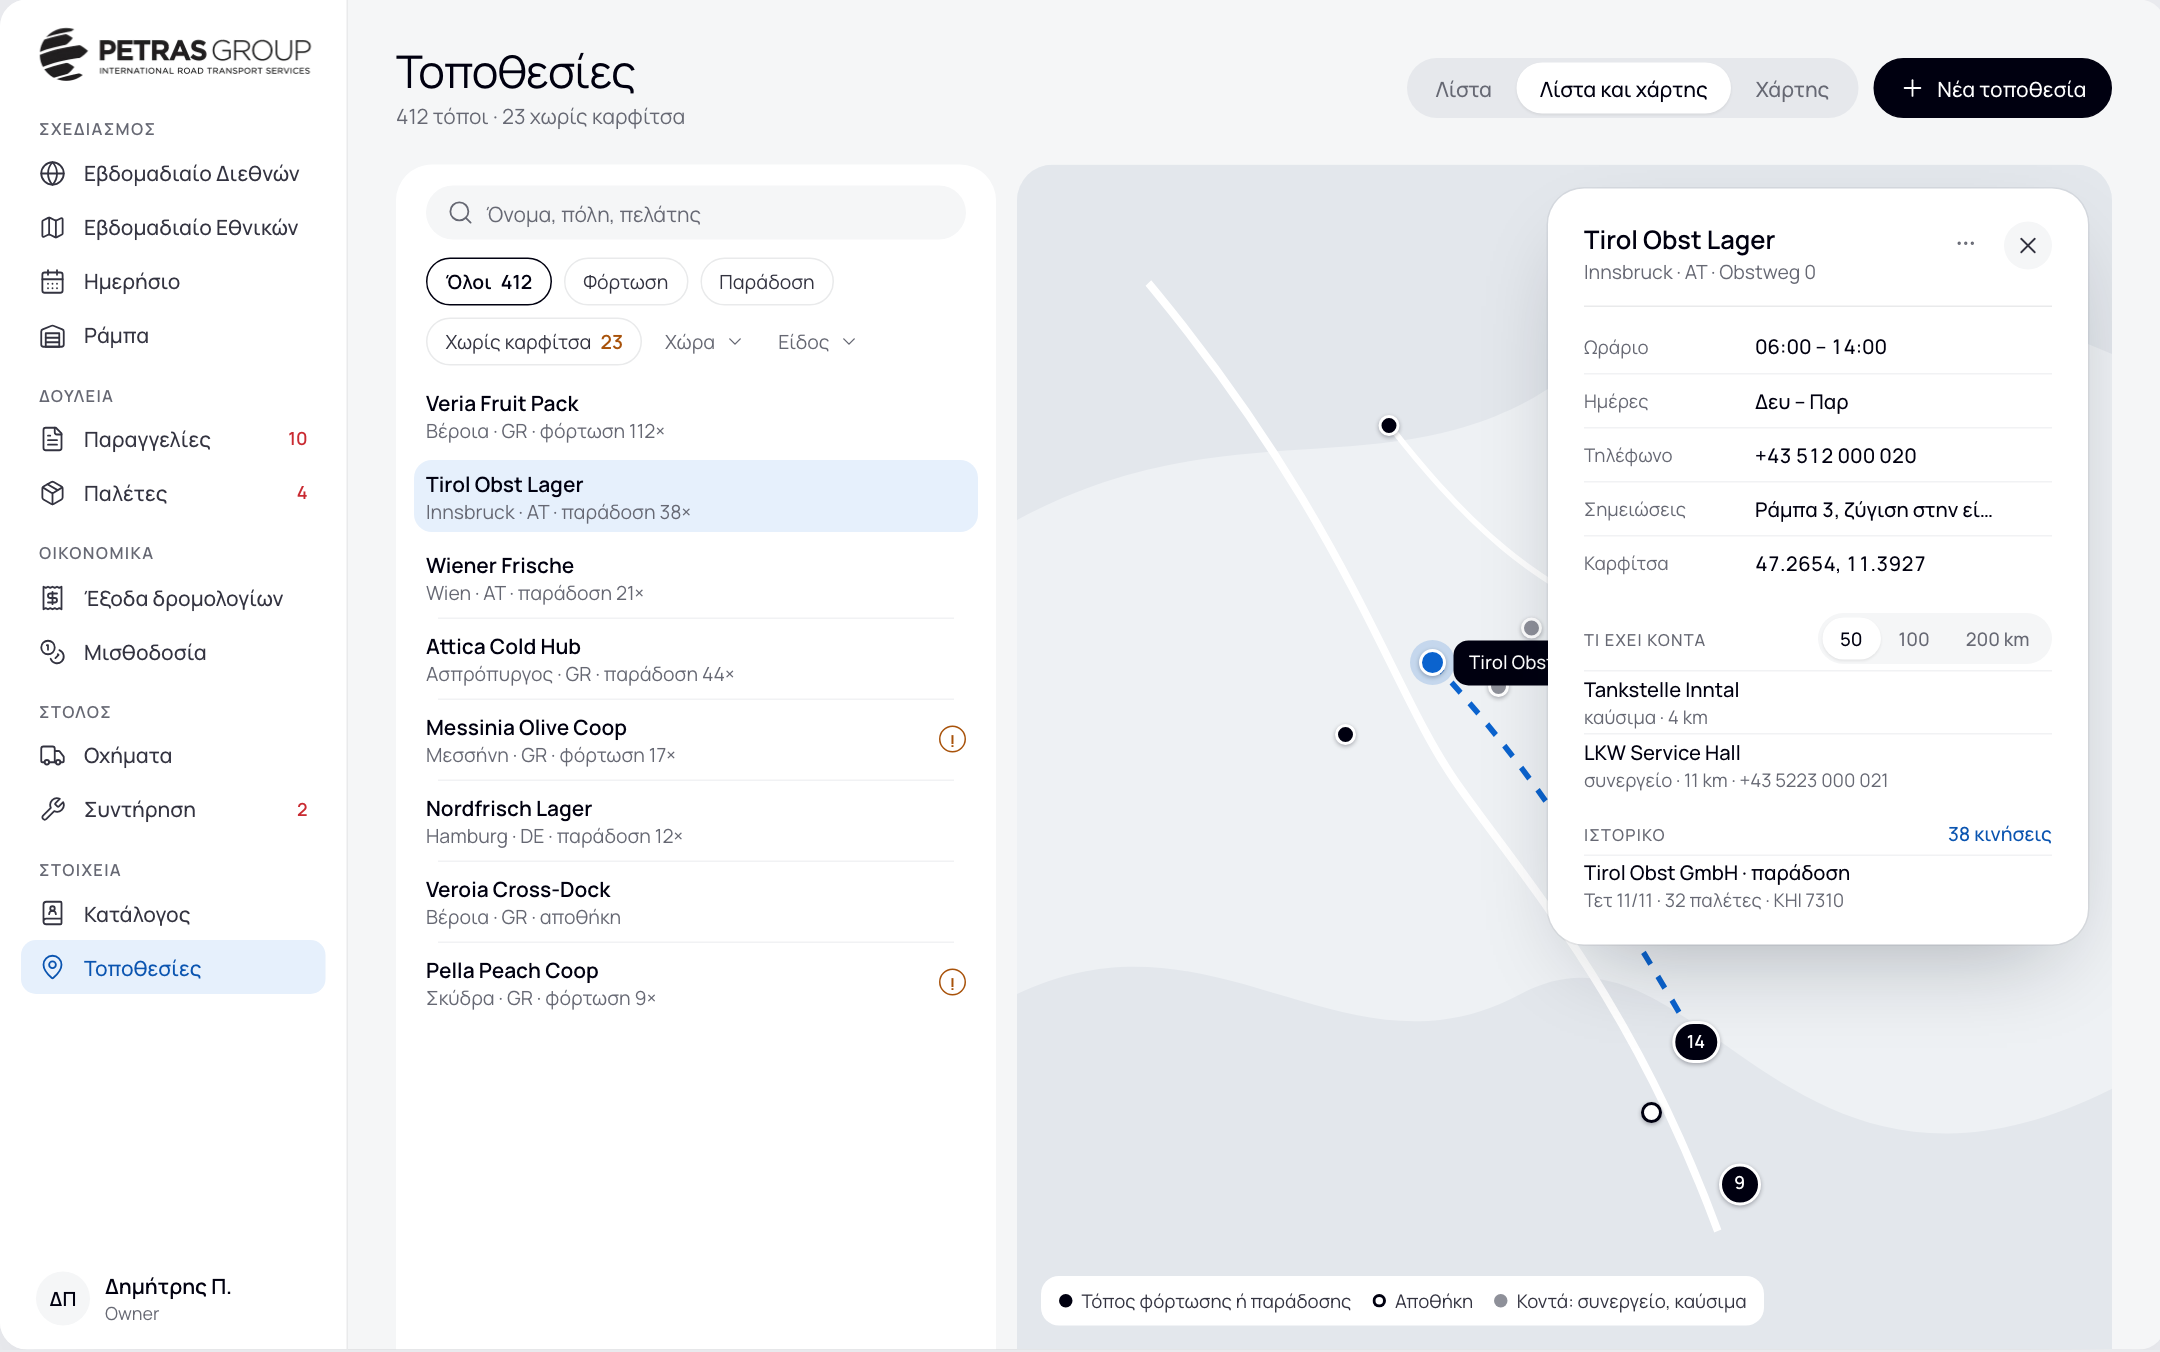 PETRAS GROUP
INTERNATIONAL ROAD TRANSPORT SERVICES
ΣΧΕΔΙΑΣΜΟΣ
Εβδομαδιαίο Διεθνών
Εβδομαδιαίο Εθνικών
Ημερήσιο
Ράμπα
ΔΟΥΛΕΙΑ
Παραγγελίες 10
Παλέτες 4
ΟΙΚΟΝΟΜΙΚΑ
Έξοδα δρομολογίων
Μισθοδοσία
ΣΤΟΛΟΣ
Οχήματα
Συντήρηση 2
ΣΤΟΙΧΕΙΑ
Κατάλογος
Τοποθεσίες
ΔΠ
Δημήτρης Π.
Owner
Τοποθεσίες
412 τόποι · 23 χωρίς καρφίτσα
Λίστα
Λίστα και χάρτης
Χάρτης
Νέα τοποθεσία
Όνομα, πόλη, πελάτης
Όλοι 412
Φόρτωση
Παράδοση
Χωρίς καρφίτσα 23
Χώρα
Είδος
Veria Fruit Pack
Βέροια · GR · φόρτωση 112×
Tirol Obst Lager
Innsbruck · AT · παράδοση 38×
Wiener Frische
Wien · AT · παράδοση 21×
Attica Cold Hub
Ασπρόπυργος · GR · παράδοση 44×
Messinia Olive Coop
Μεσσήνη · GR · φόρτωση 17×
Nordfrisch Lager
Hamburg · DE · παράδοση 12×
Veroia Cross-Dock
Βέροια · GR · αποθήκη
Pella Peach Coop
Σκύδρα · GR · φόρτωση 9×
Tirol Obst
14
9
Τόπος φόρτωσης ή παράδοσης
Αποθήκη
Κοντά: συνεργείο, καύσιμα
Tirol Obst Lager
Innsbruck · AT · Obstweg 0
Ωράριο 06:00 – 14:00
Ημέρες Δευ – Παρ
Τηλέφωνο +43 512 000 020
Σημειώσεις Ράμπα 3, ζύγιση στην εί…
Καρφίτσα 47.2654, 11.3927
ΤΙ ΕΧΕΙ ΚΟΝΤΑ 50 100 200 km
Tankstelle Inntal
καύσιμα · 4 km
LKW Service Hall
συνεργείο · 11 km · +43 5223 000 021
ΙΣΤΟΡΙΚΟ 38 κινήσεις
Tirol Obst GmbH · παράδοση
Τετ 11/11 · 32 παλέτες · ΚΗΙ 7310